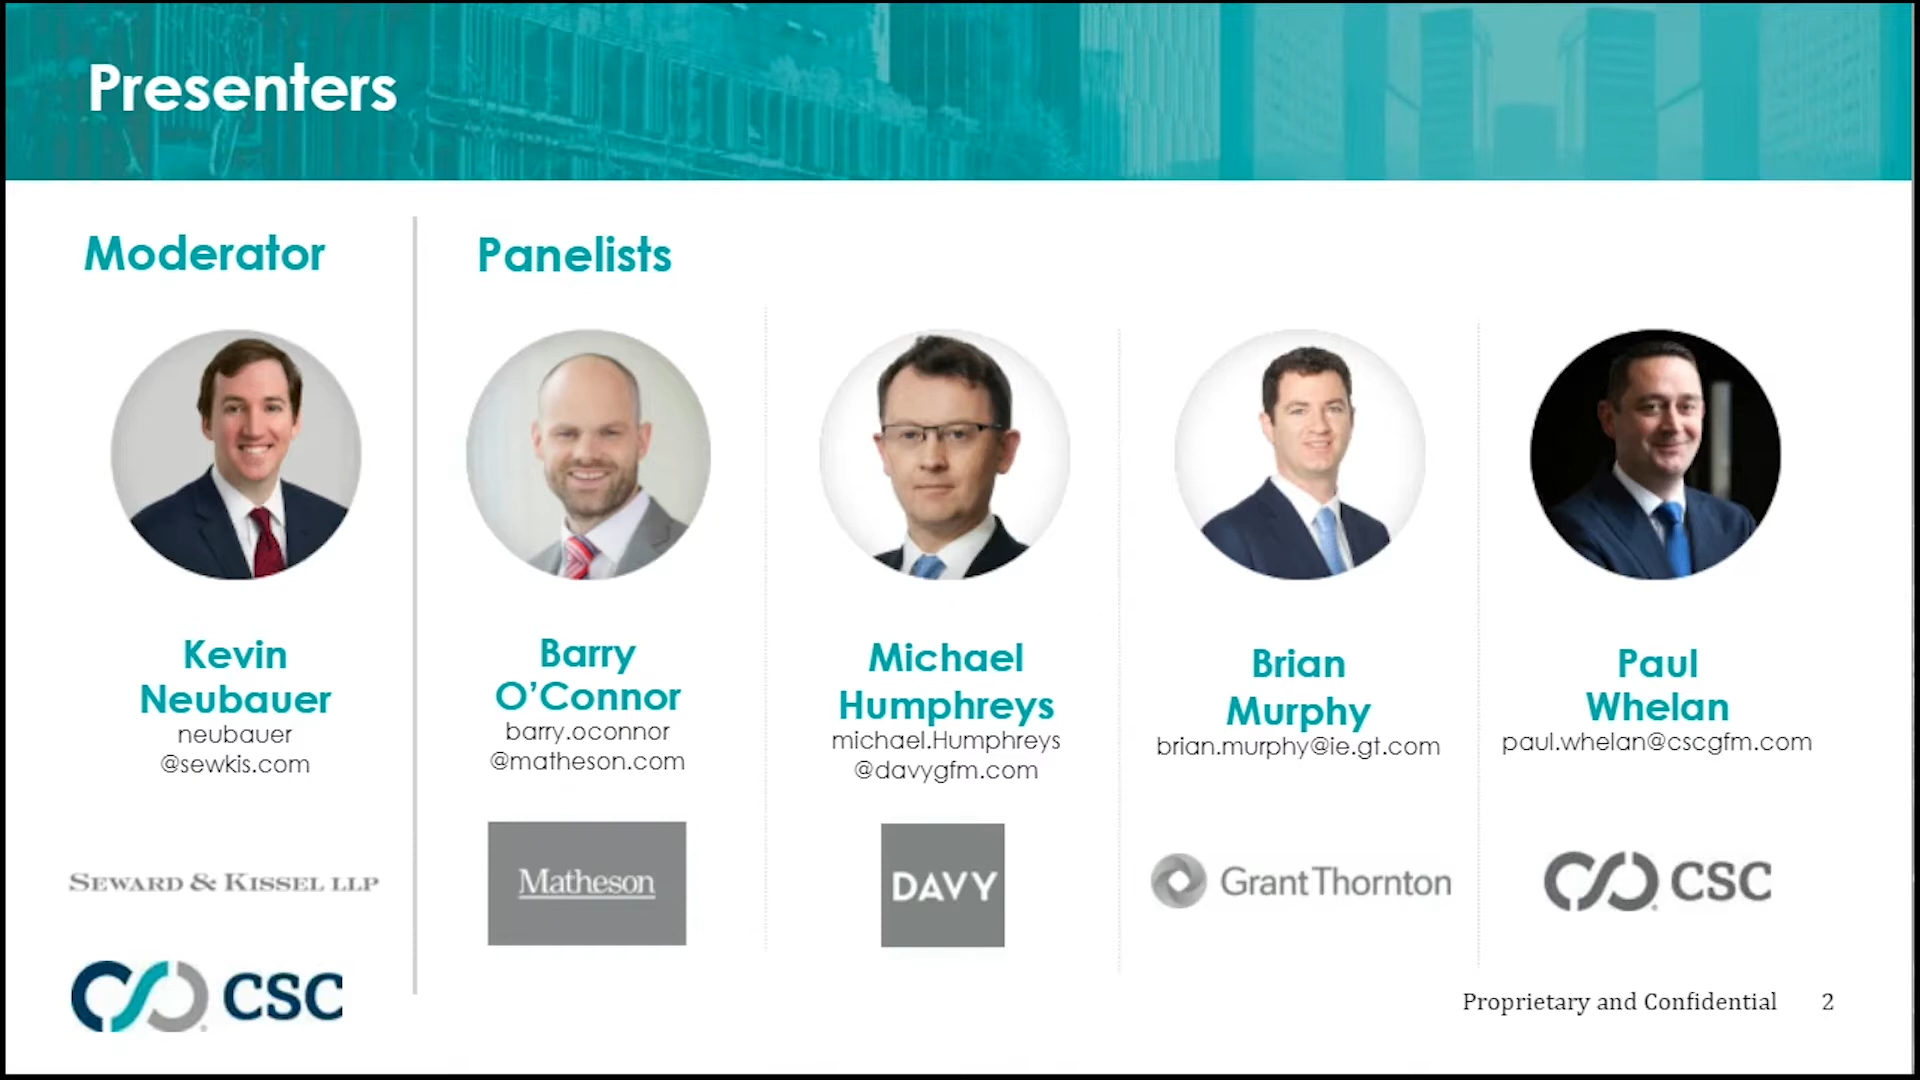 Presenters
Moderator
Panelists
Kevin
Neubauer
neubauer
@sewkis.com
SEWARD & KISSEL LLP
Barry
O'Connor
barry.oconnor
@matheson.com
Matheson
Michael
Humphreys
michael.Humphreys
@davygfm.com
DAVY
Brian
Murphy
brian.murphy@ie.gt.com
Grant Thornton
Paul
Whelan
paul.whelan@cscgfm.com
CSC
CSC
Proprietary and Confidential 2